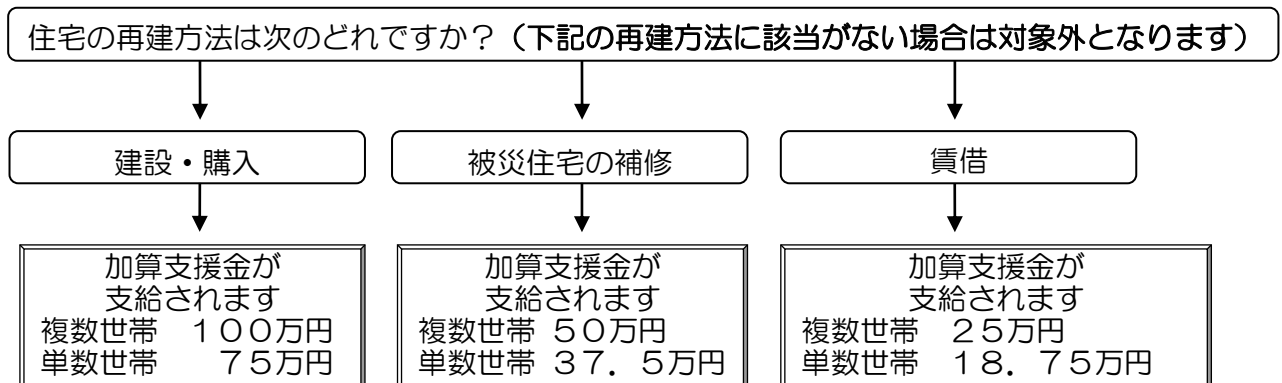 住宅の再建方法は次のどれですか?(下記の再建方法に該当がない場合は対象外となります)
建設・購入
被災住宅の補修
賃借
加算支援金が
支給されます
複数世帯 100万円
単数世帯 75万円
加算支援金が
支給されます
複数世帯 50万円
単数世帯 37.5万円
加算支援金が
支給されます
複数世帯 25万円
単数世帯 18.75万円